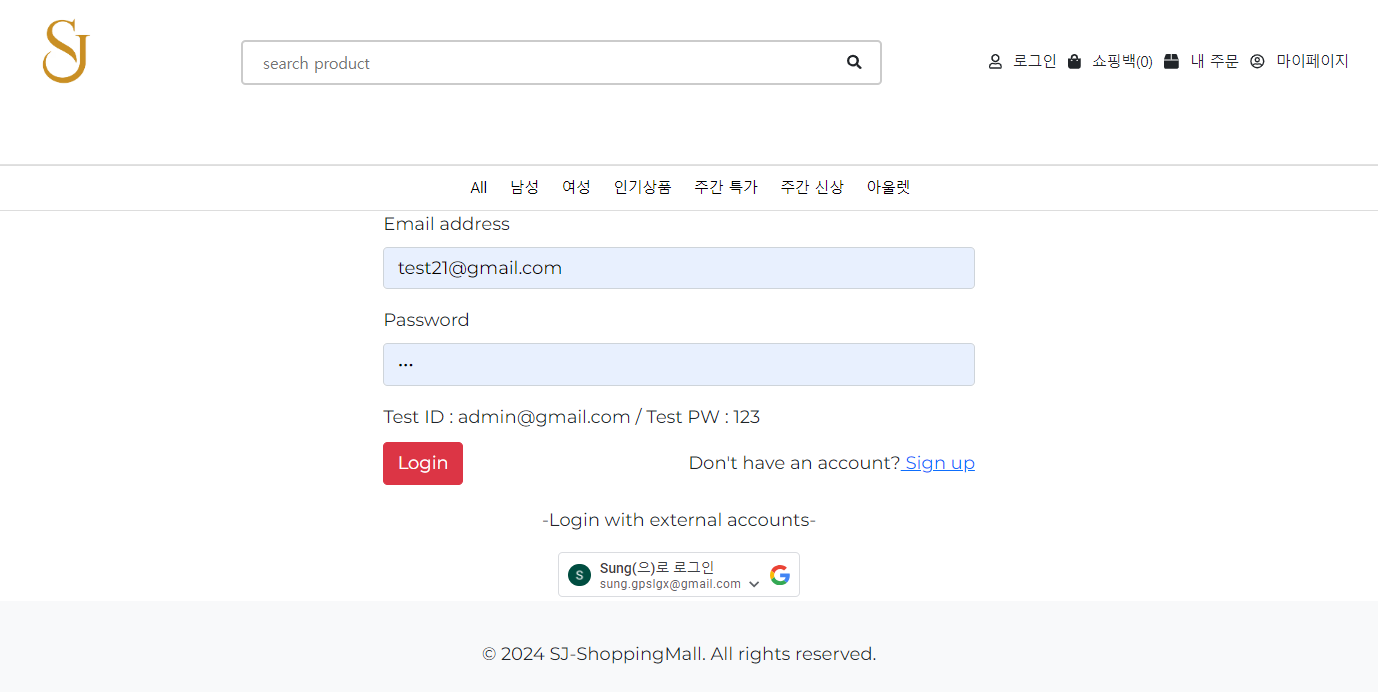 SJ
search product
로그인 쇼핑백(0) 내 주문 마이페이지
All 남성 여성 인기상품 주간 특가 주간 신상 아울렛
Email address
test21@gmail.com
Password
•••
Test ID : admin@gmail.com / Test PW : 123
Login
Don't have an account? Sign up
-Login with external accounts-
S
Sung(으)로 로그인
sung.gpslgx@gmail.com
© 2024 SJ-ShoppingMall. All rights reserved.